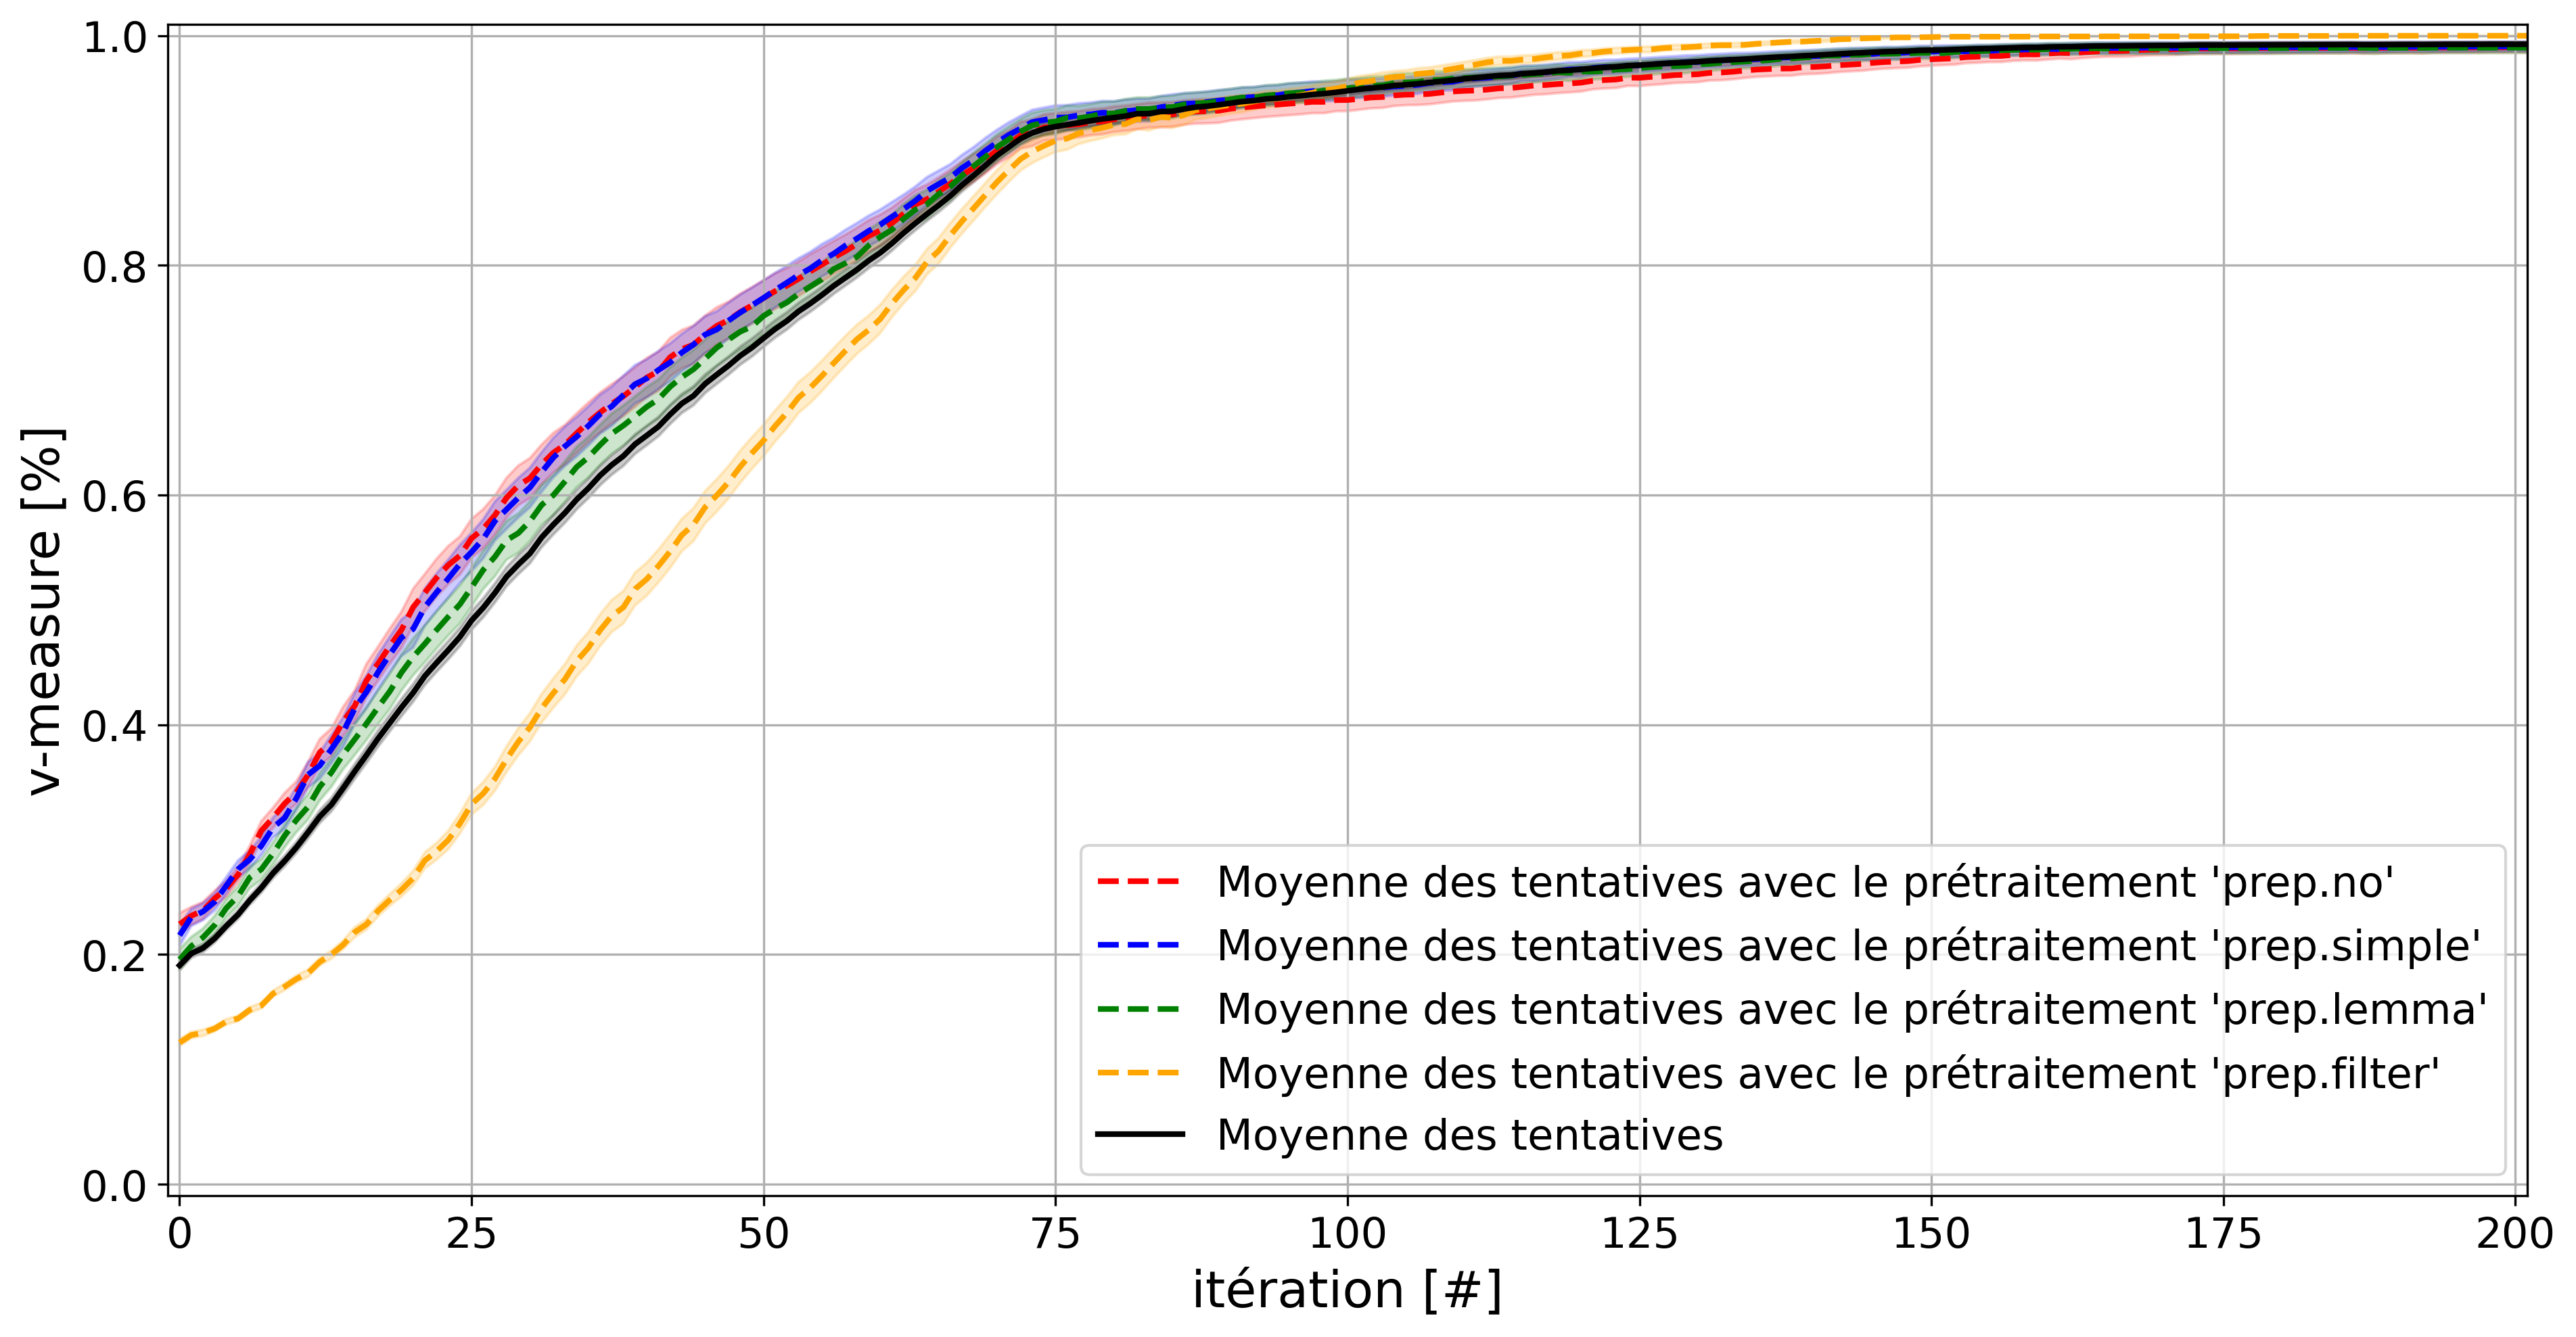 1.0
0.8
0.6
0.4
0.2
0.0
v-measure [%]
0 25 50 75 100 125 150 175 200
itération [#]
Moyenne des tentatives avec le prétraitement 'prep.no'
Moyenne des tentatives avec le prétraitement 'prep.simple'
Moyenne des tentatives avec le prétraitement 'prep.lemma'
Moyenne des tentatives avec le prétraitement 'prep.filter'
Moyenne des tentatives